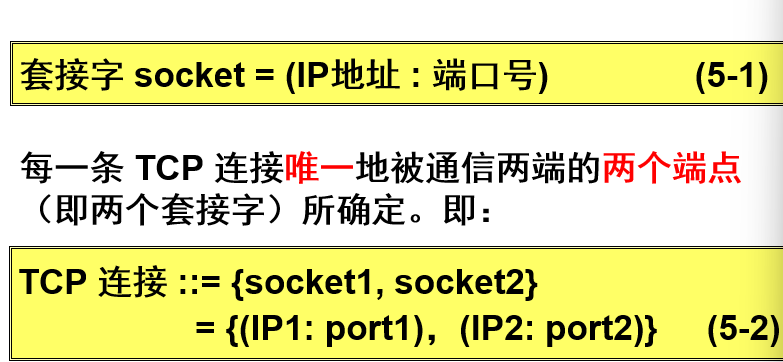 套接字 socket = (IP地址 : 端口号) (5-1)
每一条 TCP 连接唯一地被通信两端的两个端点
（即两个套接字）所确定。即：
TCP 连接 ::= {socket1, socket2}
= {(IP1: port1)，(IP2: port2)} (5-2)